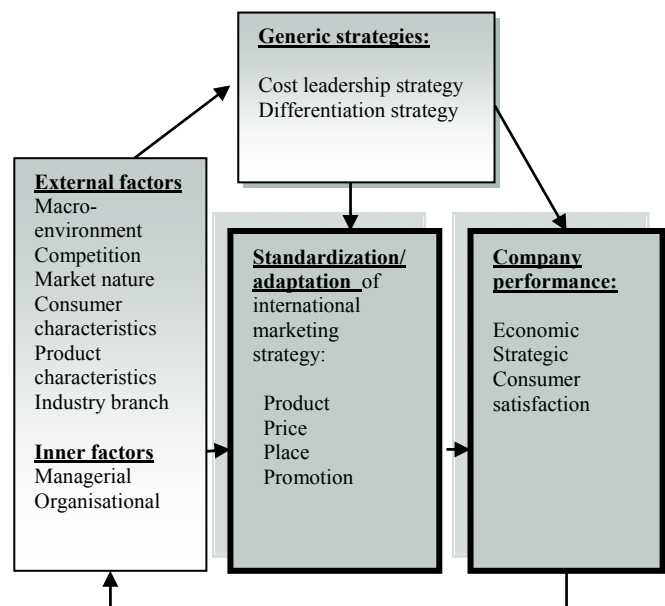 Generic strategies:
Cost leadership strategy
Differentiation strategy
External factors
Macro-
environment
Competition
Market nature
Consumer
characteristics
Product
characteristics
Industry branch
Inner factors
Managerial
Organisational
Standardization/
adaptation of
international
marketing
strategy:
Product
Price
Place
Promotion
Company
performance:
Economic
Strategic
Consumer
satisfaction